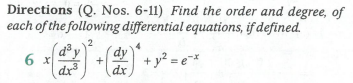 Directions (Q. Nos. 6-11) Find the order and degree, of
each of the following differential equations, if defined.
6 x(d³y/dx³)² + (dy/dx)⁴ + y² = e⁻ˣ